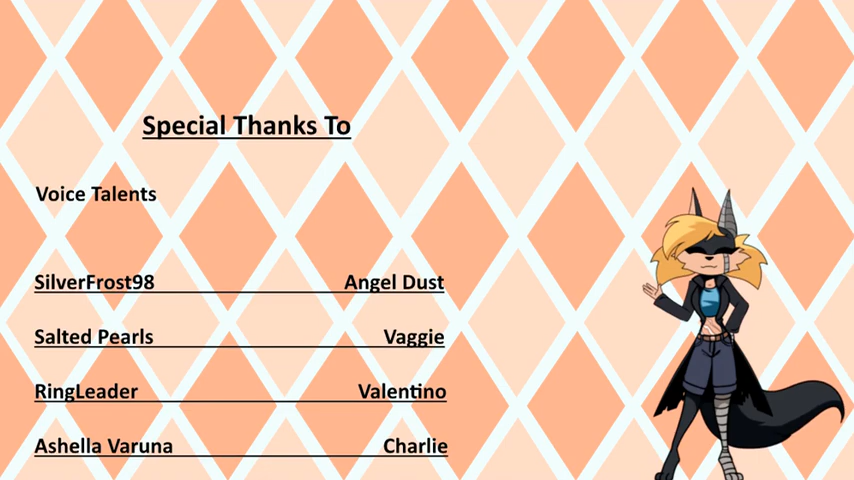 Special Thanks To
Voice Talents
SilverFrost98 Angel Dust
Salted Pearls Vaggie
RingLeader Valentino
Ashella Varuna Charlie